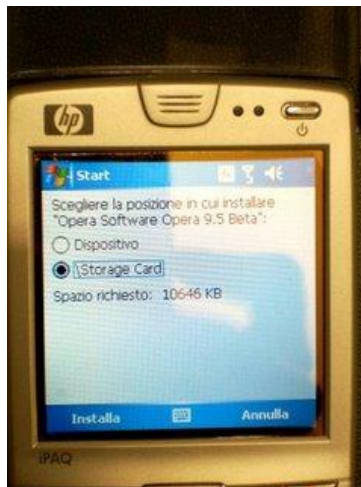 hp
Start
Scegliere la posizione in cui installare
"Opera Software Opera 9.5 Beta":
Dispositivo
\Storage Card
Spazio richiesto: 10646 KB
Installa Annulla
iPAQ